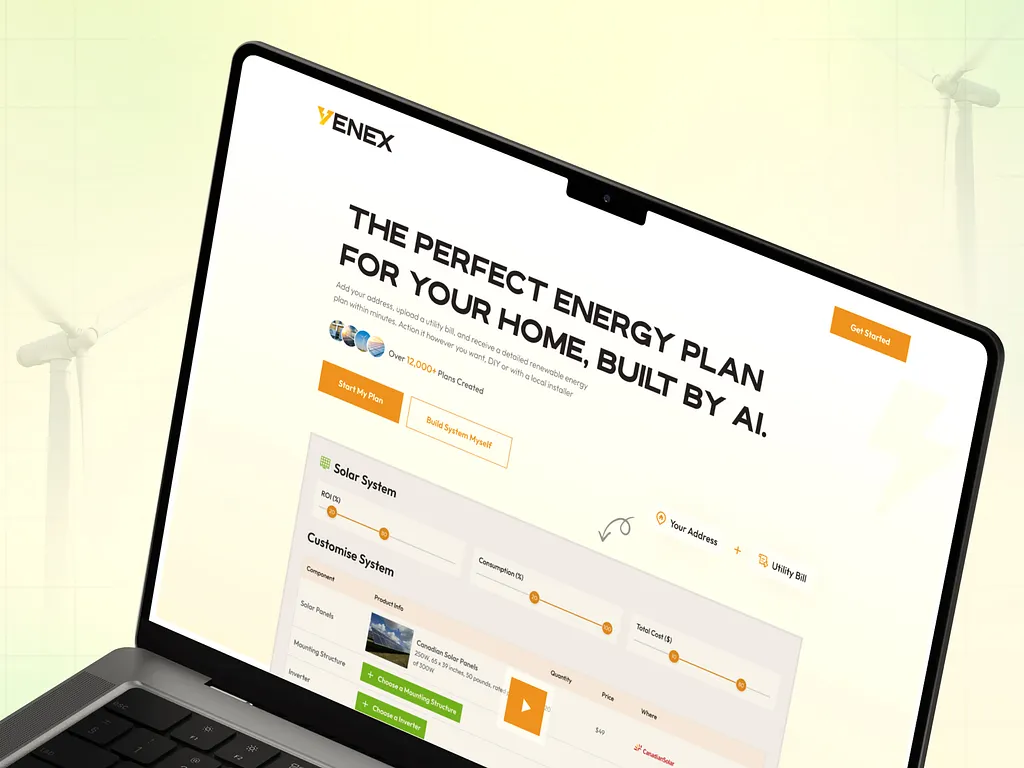 YENEX
Get Started
THE PERFECT ENERGY PLAN
FOR YOUR HOME, BUILT BY AI.
Add your address, upload a utility bill, and receive a detailed renewable energy
plan within minutes. Action it however you want, DIY or with a local installer
Over 12,000+ Plans Created
Start My Plan
Build System Myself
Your Address
+
Utility Bill
Solar System
ROI (%)
Consumption (%)
Total Cost ($)
Customise System
Component
Product Info
Quantity
Price
Where
Solar Panels
Canadian Solar Panels
250W, 65 x 39 inches, 50 pounds, rate
of 300W
$49
CanadianSolar
Mounting Structure
+ Choose a Mounting Structure
Inverter
+ Choose a Inverter
esc
F1
F2